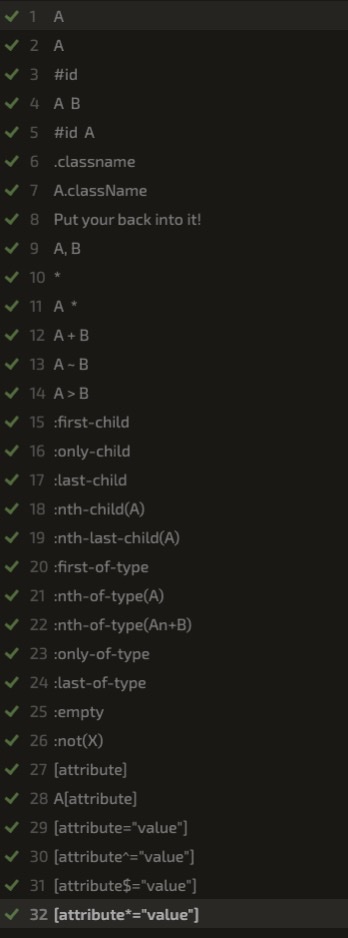 1 A
2 A
3 #id
4 A B
5 #id A
6 .classname
7 A.className
8 Put your back into it!
9 A, B
10 *
11 A *
12 A + B
13 A ~ B
14 A > B
15 :first-child
16 :only-child
17 :last-child
18 :nth-child(A)
19 :nth-last-child(A)
20 :first-of-type
21 :nth-of-type(A)
22 :nth-of-type(An+B)
23 :only-of-type
24 :last-of-type
25 :empty
26 :not(X)
27 [attribute]
28 A[attribute]
29 [attribute="value"]
30 [attribute^="value"]
31 [attribute$="value"]
32 [attribute*="value"]